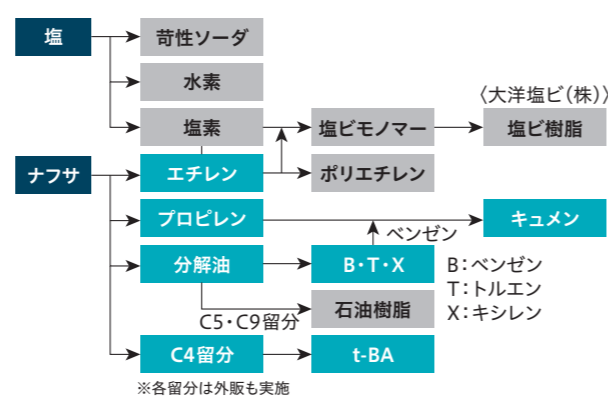 塩
苛性ソーダ
水素
〈大洋塩ビ(株)〉
塩素
塩ビモノマー
塩ビ樹脂
ナフサ
エチレン
ポリエチレン
プロピレン
キュメン
ベンゼン
分解油
B・T・X
B：ベンゼン
T：トルエン
X：キシレン
石油樹脂
C5・C9留分
C4留分
t-BA
※各留分は外販も実施